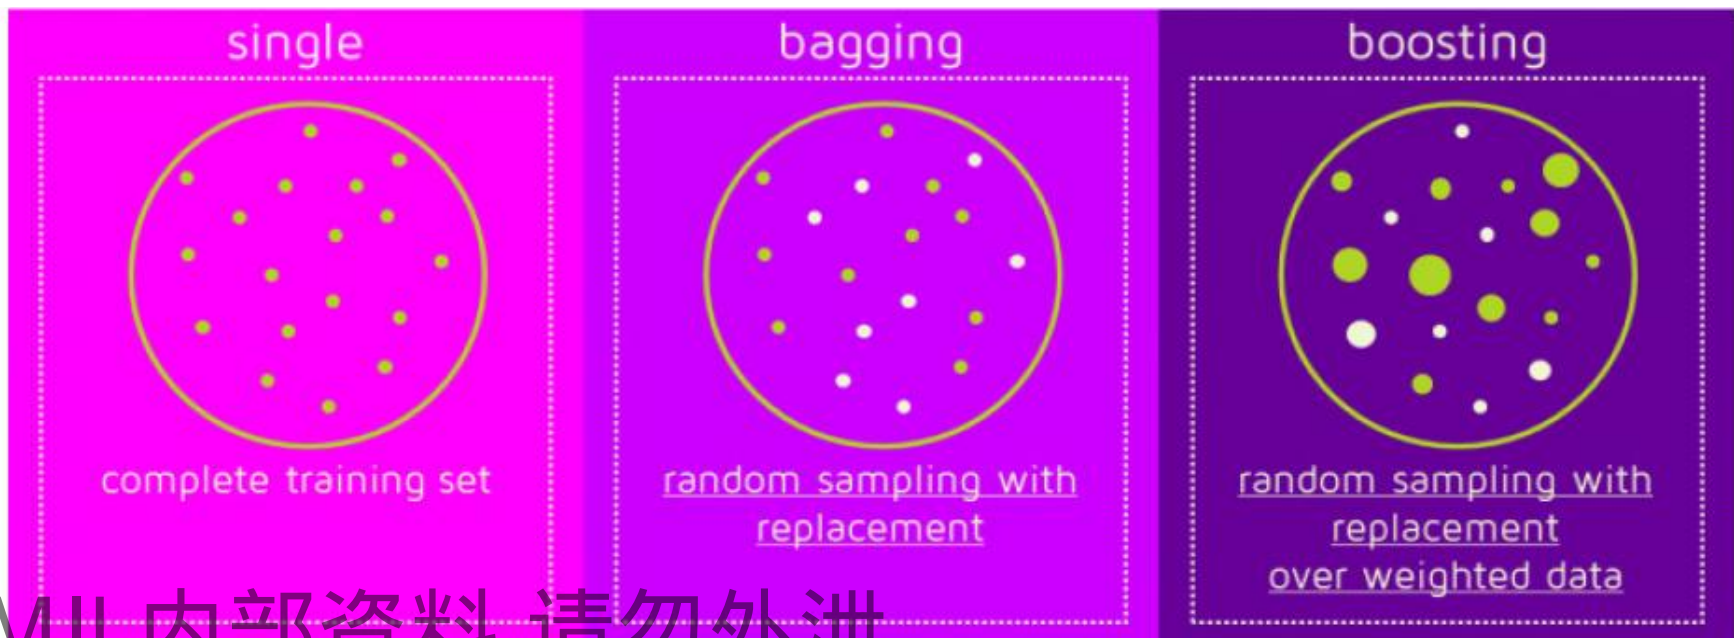 single
complete training set
bagging
random sampling with
replacement
boosting
random sampling with
replacement
over weighted data
内部資料 请勿外泄